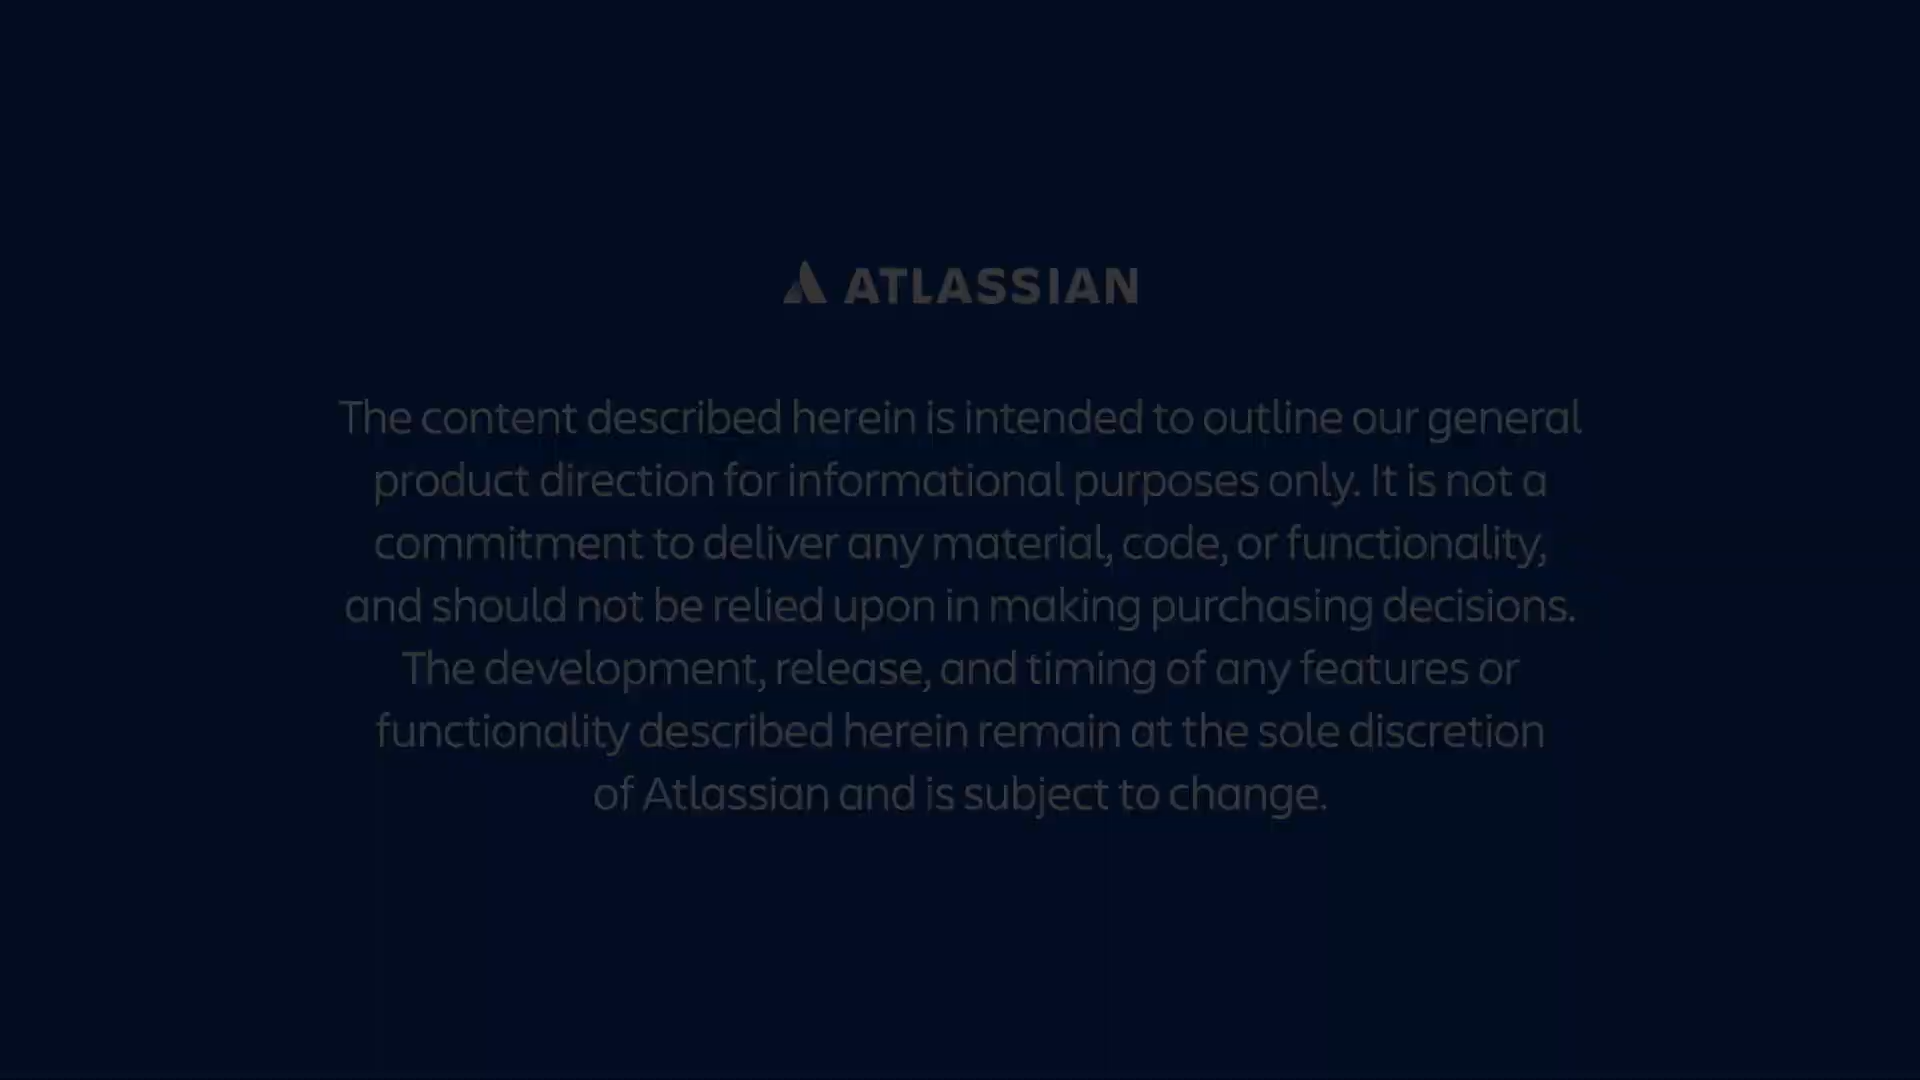 ATLASSIAN
The content described herein is intended to outline our general
product direction for informational purposes only. It is not a
commitment to deliver any material, code, or functionality,
and should not be relied upon in making purchasing decisions.
The development, release, and timing of any features or
functionality described herein remain at the sole discretion
of Atlassian and is subject to change.